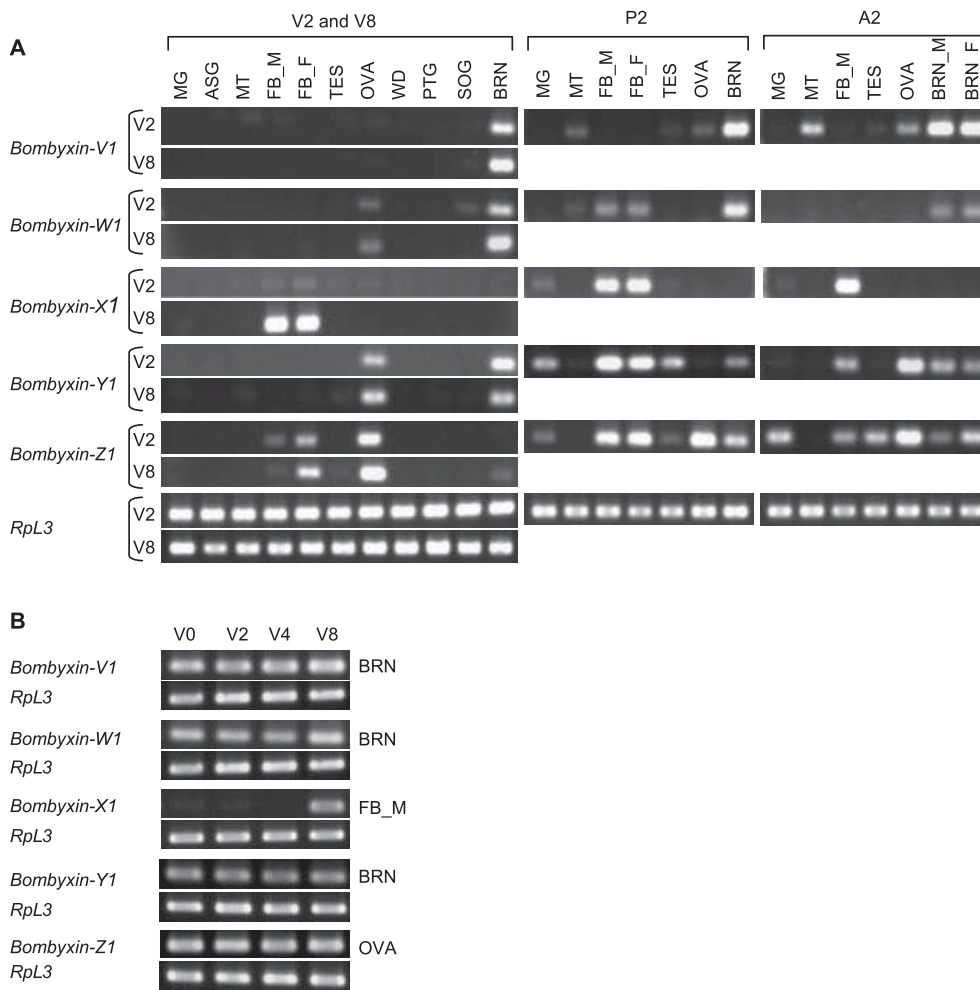 A
V2 and V8
P2
A2
MG ASG MT FB_M FB_F TES OVA WD PTG SOG BRN
MG MT FB_M FB_F TES OVA BRN
MG MT FB_M TES OVA BRN_M BRN_F
Bombyxin-V1
V2
V8
Bombyxin-W1
V2
V8
Bombyxin-X1
V2
V8
Bombyxin-Y1
V2
V8
Bombyxin-Z1
V2
V8
RpL3
V2
V8
B
V0 V2 V4 V8
Bombyxin-V1 BRN
RpL3
Bombyxin-W1 BRN
RpL3
Bombyxin-X1 FB_M
RpL3
Bombyxin-Y1 BRN
RpL3
Bombyxin-Z1 OVA
RpL3